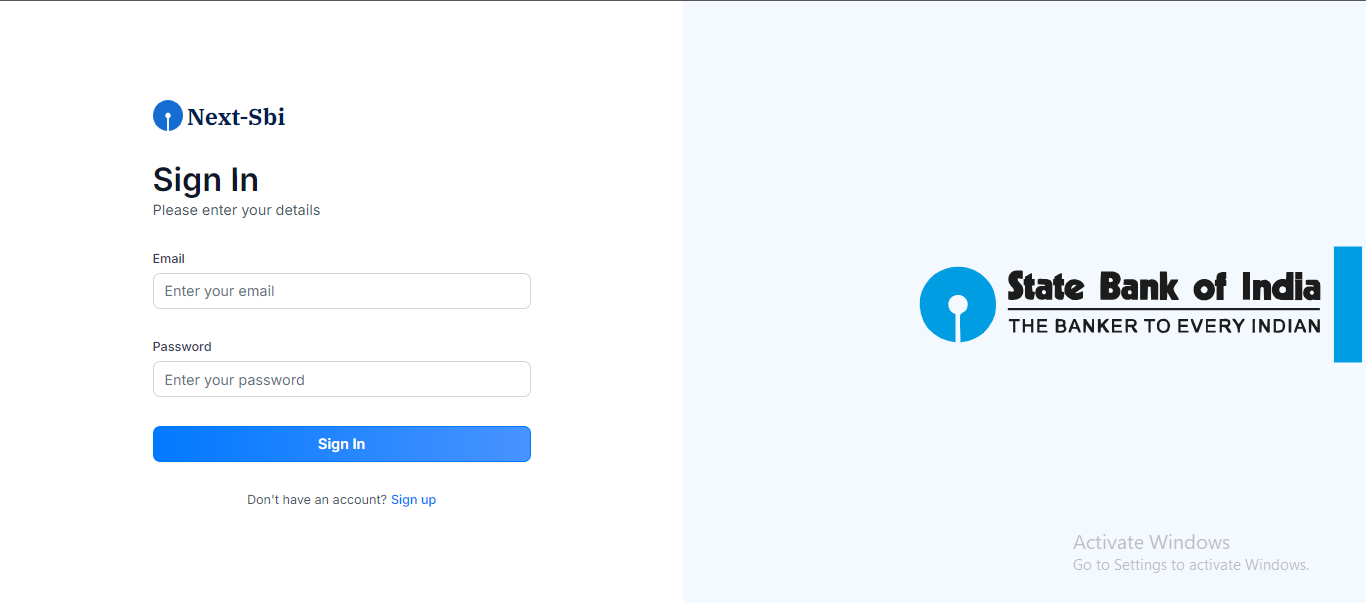 Next-Sbi
Sign In
Please enter your details
Email
Enter your email
Password
Enter your password
Sign In
Don't have an account? Sign up
State Bank of India
THE BANKER TO EVERY INDIAN
Activate Windows
Go to Settings to activate Windows.